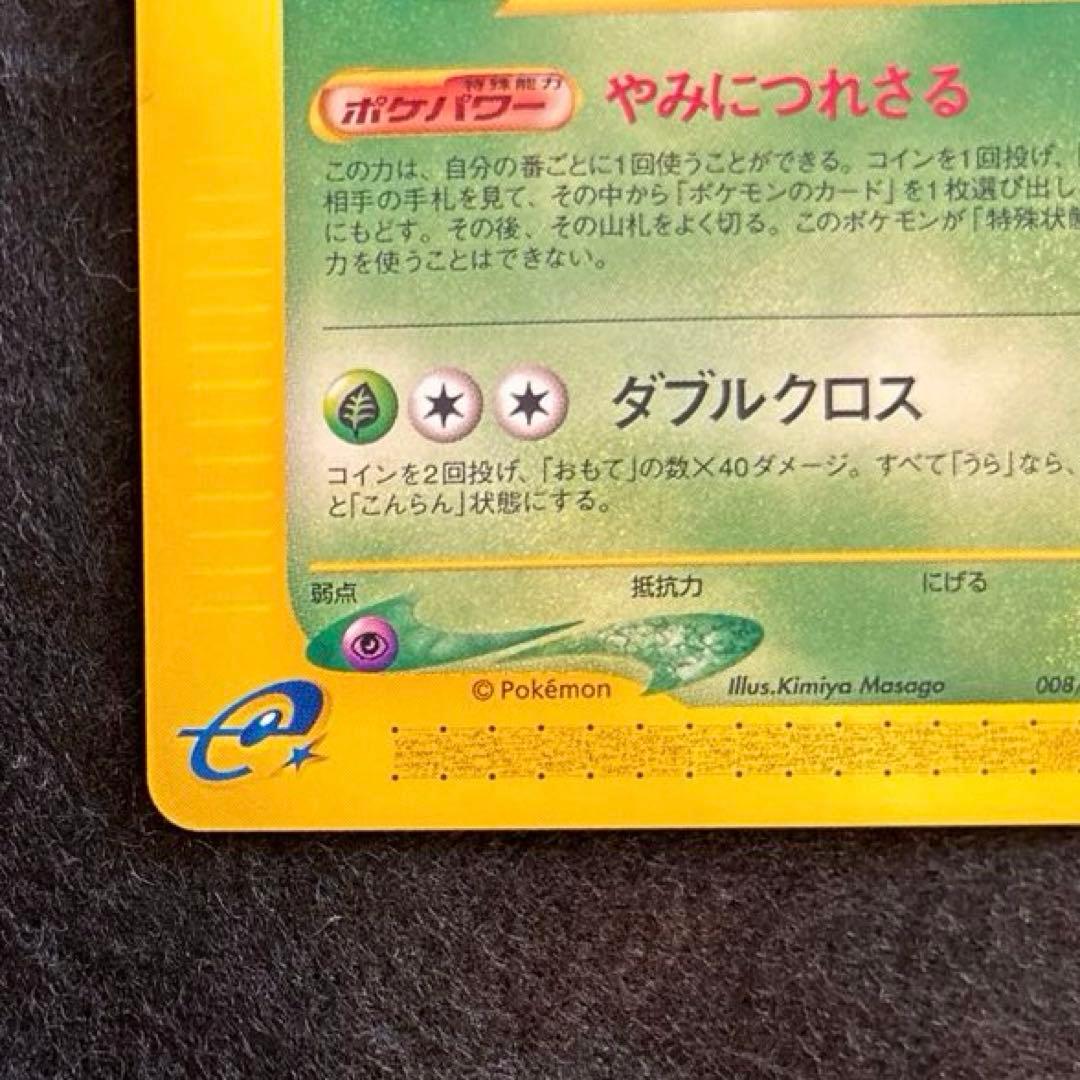 特殊能力
ポケパワー やみにつれさる
この力は、自分の番ごとに1回使うことができる。コインを1回投げ、
相手の手札を見て、その中から「ポケモンのカード」を1枚選び出し
にもどす。その後、その山札をよく切る。このポケモンが「特殊状態
力を使うことはできない。
ダブルクロス
コインを2回投げ、「おもて」の数×40ダメージ。すべて「うら」なら、
と「こんらん」状態にする。
弱点 抵抗力 にげる
© Pokémon Illus.Kimiya Masago 008/
e